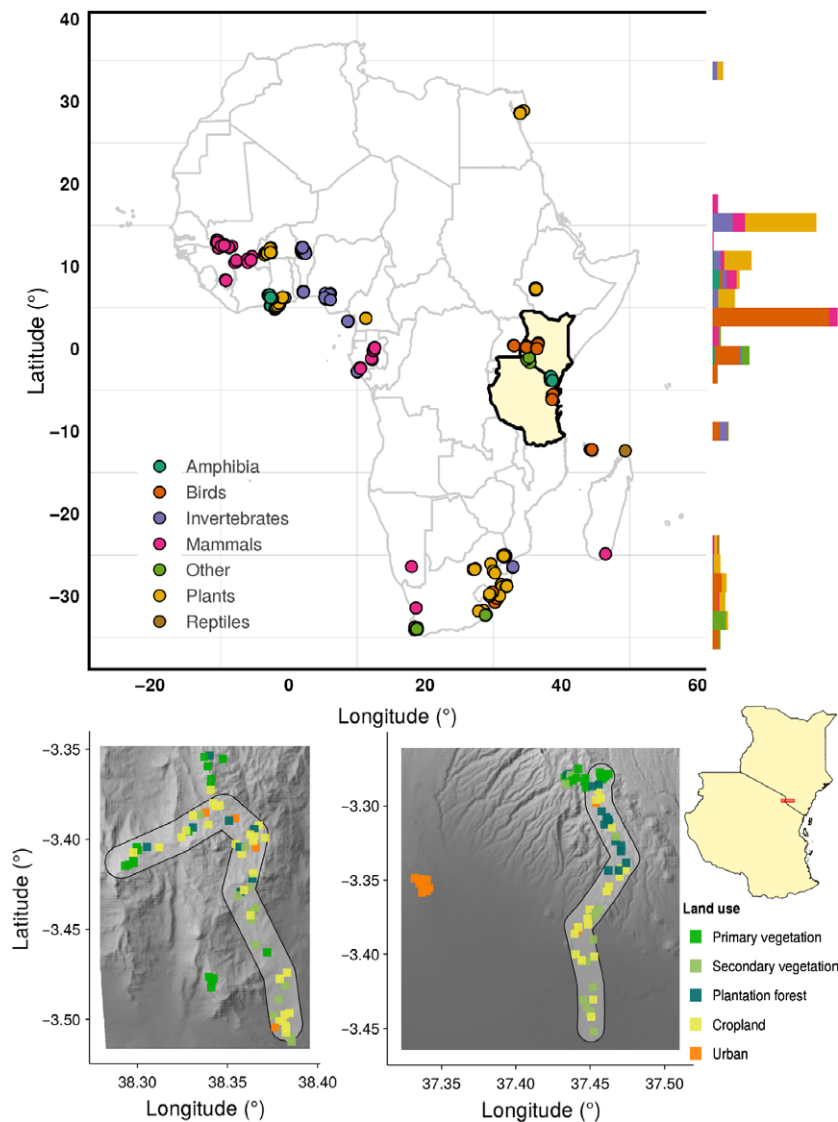 40
30
20
10
0
−10
−20
−30
Latitude (°)
Amphibia
Birds
Invertebrates
Mammals
Other
Plants
Reptiles
−20 0 20 40 60
Longitude (°)
−3.35
−3.40
−3.45
−3.50
Latitude (°)
38.30 38.35 38.40
Longitude (°)
−3.30
−3.35
−3.40
−3.45
Latitude (°)
37.35 37.40 37.45 37.50
Longitude (°)
Land use
Primary vegetation
Secondary vegetation
Plantation forest
Cropland
Urban